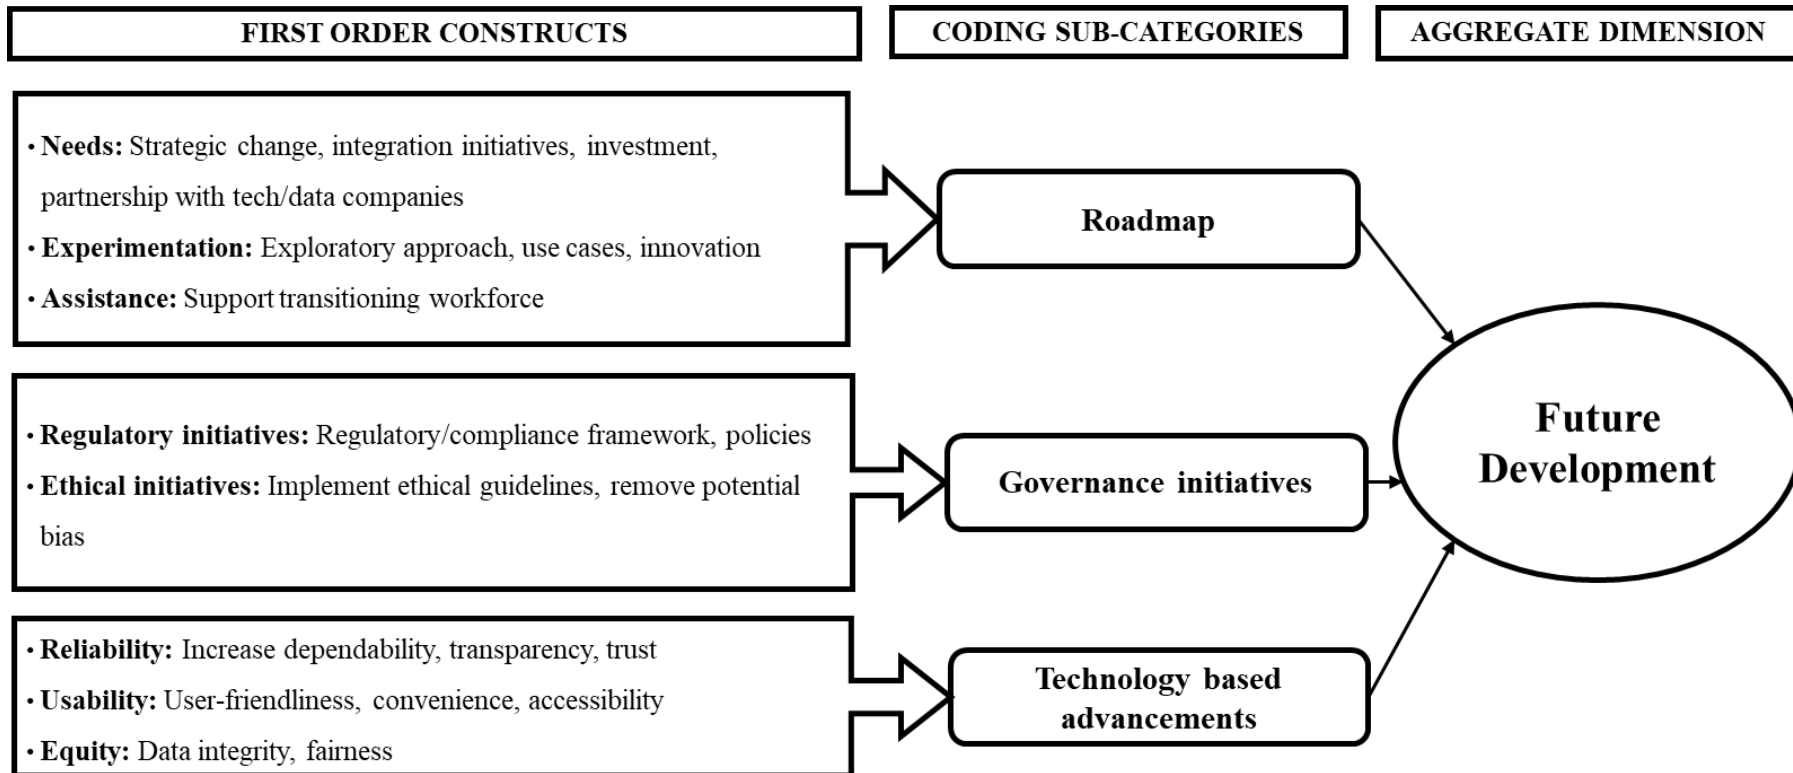 FIRST ORDER CONSTRUCTS
CODING SUB-CATEGORIES
AGGREGATE DIMENSION
• Needs: Strategic change, integration initiatives, investment,
partnership with tech/data companies
• Experimentation: Exploratory approach, use cases, innovation
• Assistance: Support transitioning workforce
Roadmap
• Regulatory initiatives: Regulatory/compliance framework, policies
• Ethical initiatives: Implement ethical guidelines, remove potential
bias
Governance initiatives
• Reliability: Increase dependability, transparency, trust
• Usability: User-friendliness, convenience, accessibility
• Equity: Data integrity, fairness
Technology based
advancements
Future
Development